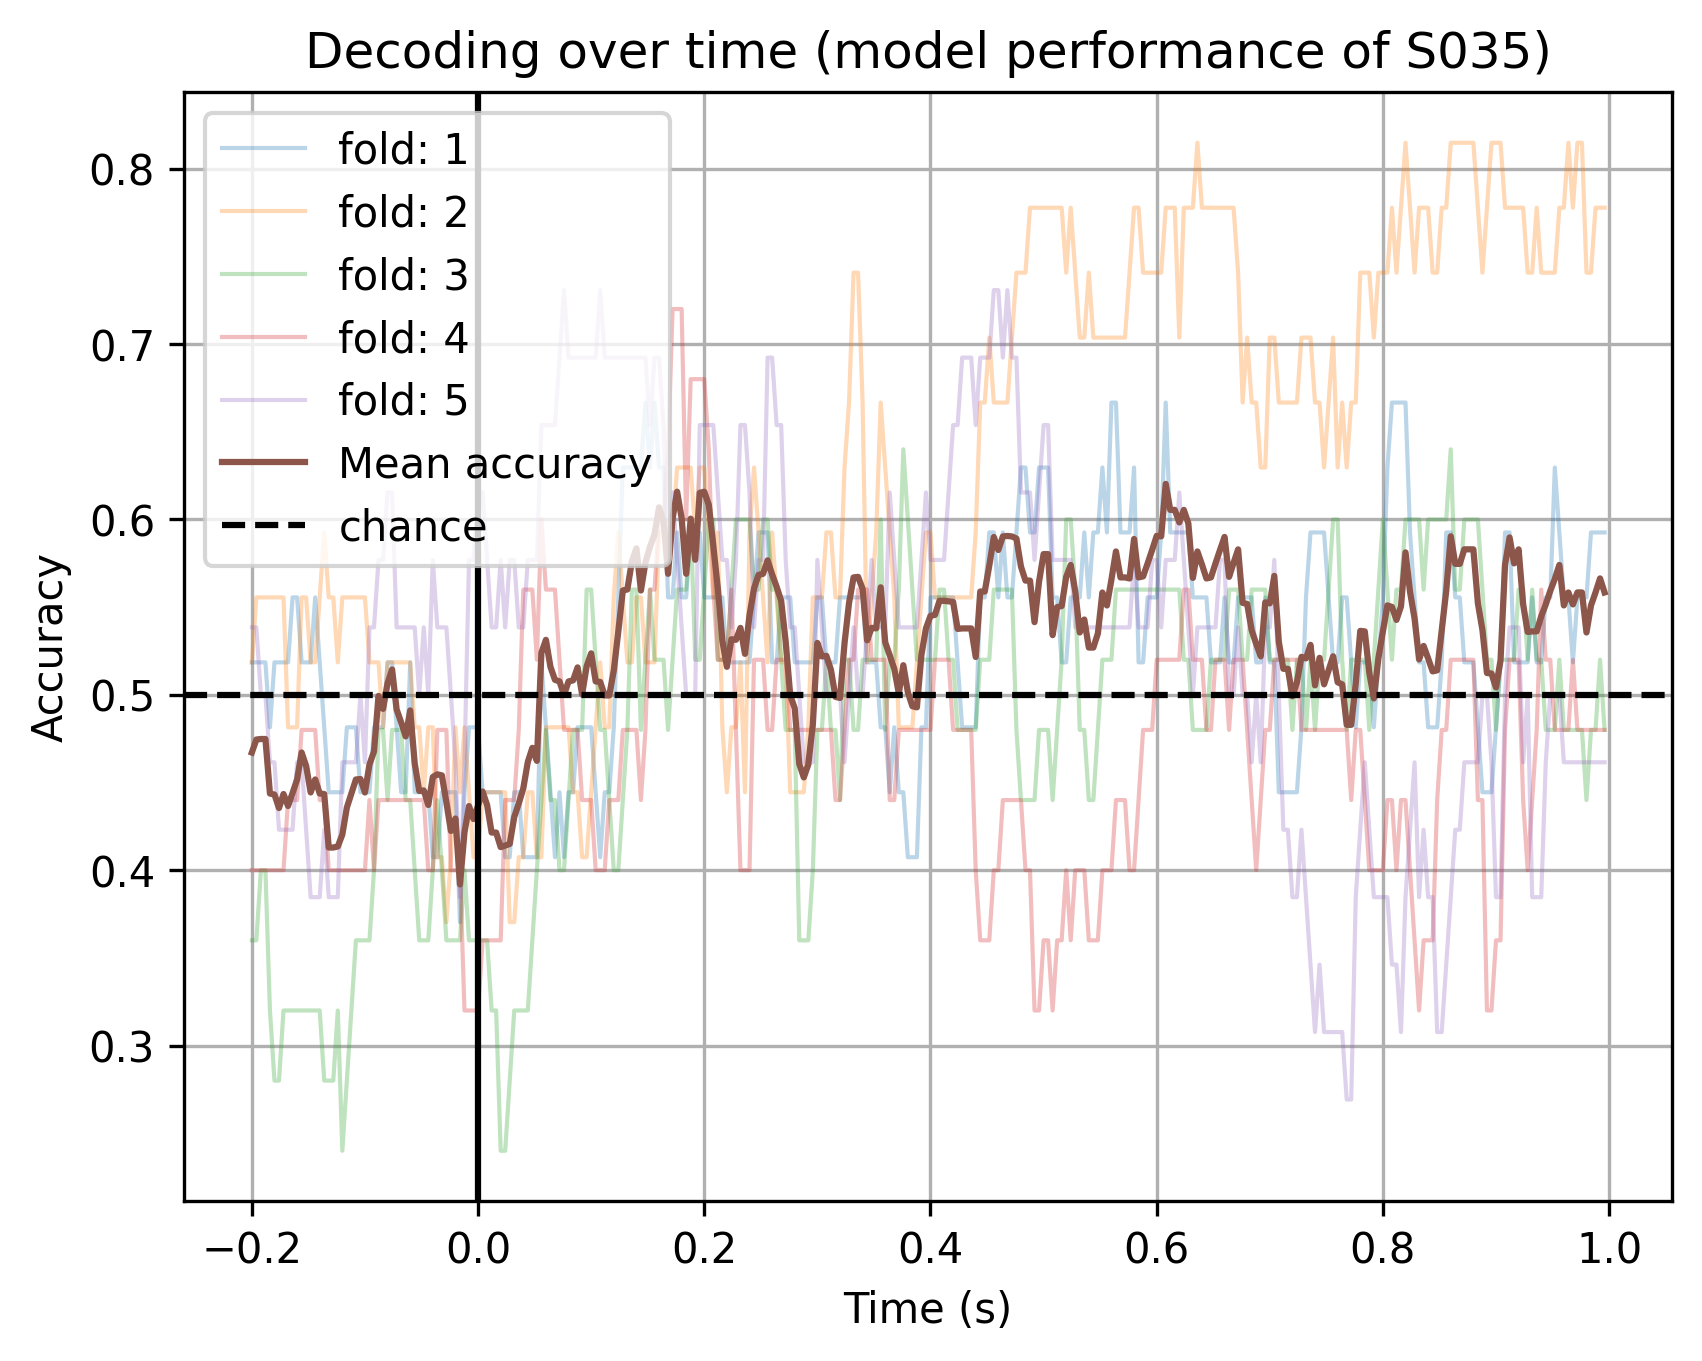 Decoding over time (model performance of S035)
fold: 1
fold: 2
fold: 3
fold: 4
fold: 5
Mean accuracy
chance
Accuracy
0.8
0.7
0.6
0.5
0.4
0.3
−0.2 0.0 0.2 0.4 0.6 0.8 1.0
Time (s)